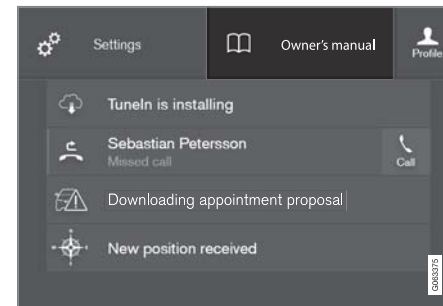 Settings
Owner's manual
Profile
TuneIn is installing
Sebastian Petersson
Missed call
Call
Downloading appointment proposal
New position received
G063375